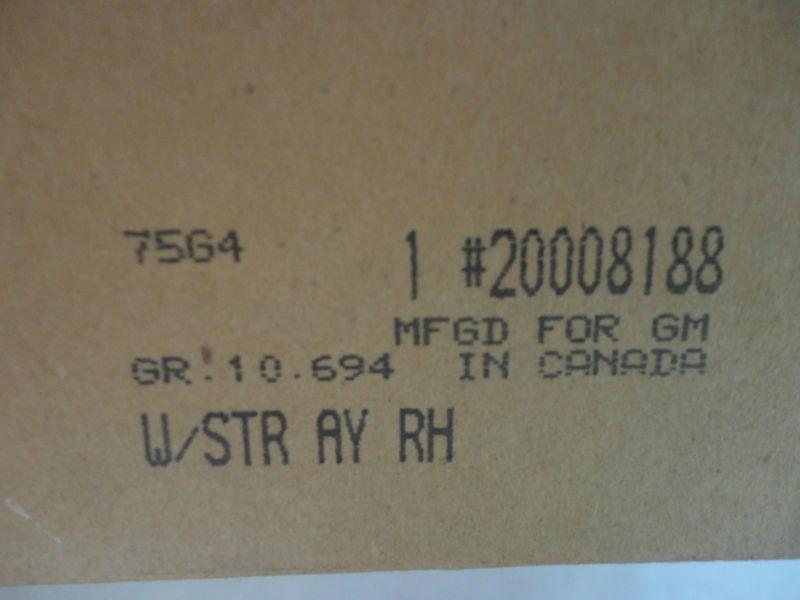 75G4 1 #20008188
MFGD FOR GM
GR.10.694 IN CANADA
W/STR AY RH